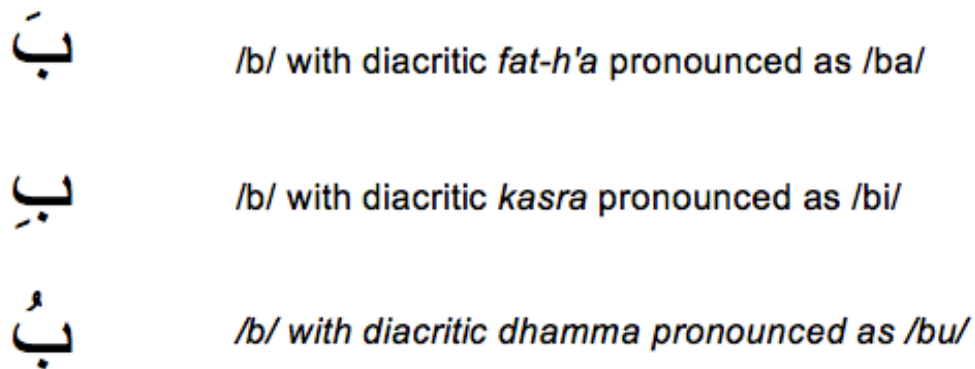 بَ /b/ with diacritic fat-h'a pronounced as /ba/
بِ /b/ with diacritic kasra pronounced as /bi/
بُ /b/ with diacritic dhamma pronounced as /bu/